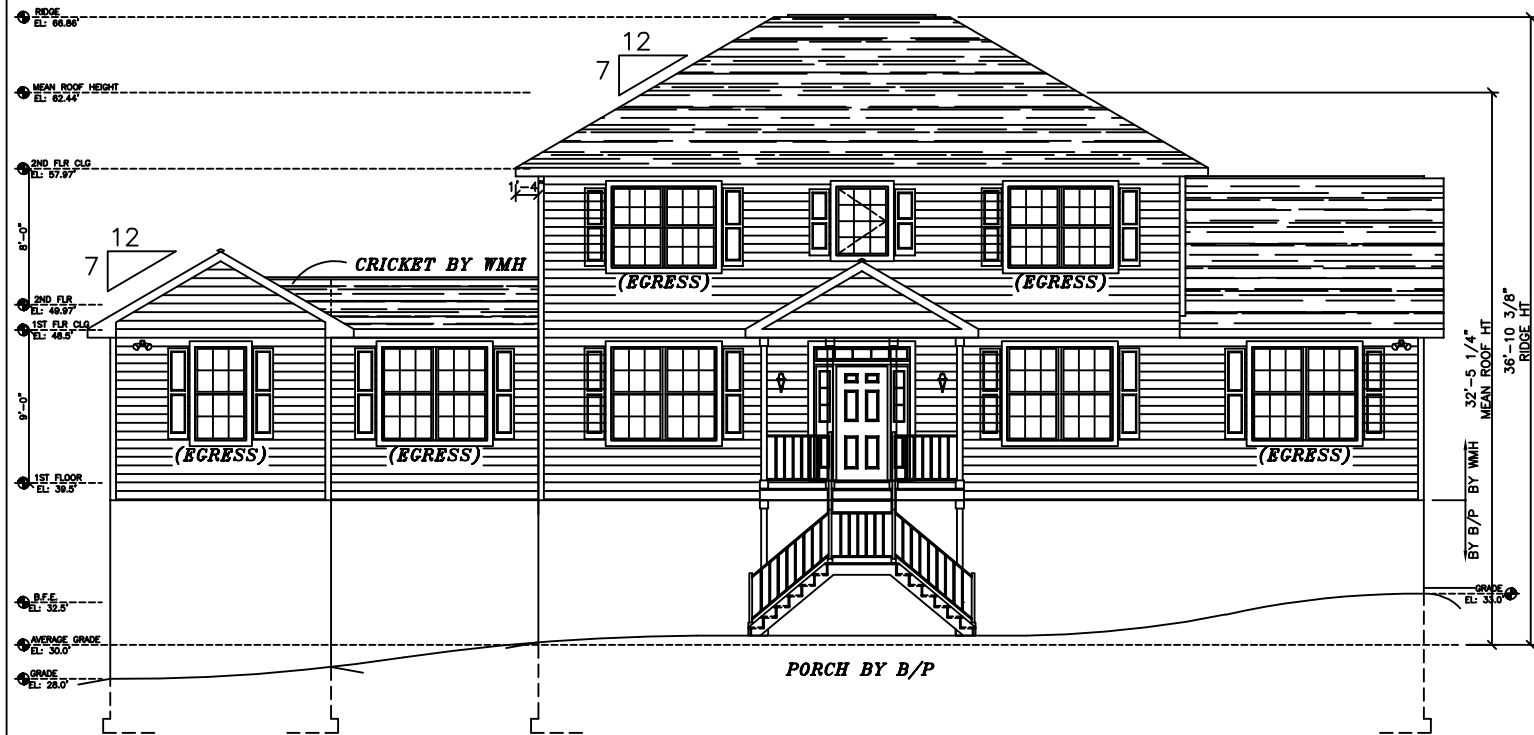 RIDGE
EL: 66.86'
MEAN ROOF HEIGHT
EL: 62.44'
2ND FLR CLG
EL: 57.97'
8'-0"
2ND FLR
EL: 49.97'
1ST FLR CLG
EL: 48.5'
9'-0"
1ST FLOOR
EL: 39.5'
B.F.E.
EL: 32.5'
AVERAGE GRADE
EL: 30.0'
GRADE
EL: 28.0'
12
7
12
7
1'-4"
CRICKET BY WMH
(EGRESS)
(EGRESS)
(EGRESS)
(EGRESS)
(EGRESS)
PORCH BY B/P
BY B/P
BY WMH
32'-5 1/4"
MEAN ROOF HT
36'-10 3/8"
RIDGE HT
GRADE
EL: 33.0'